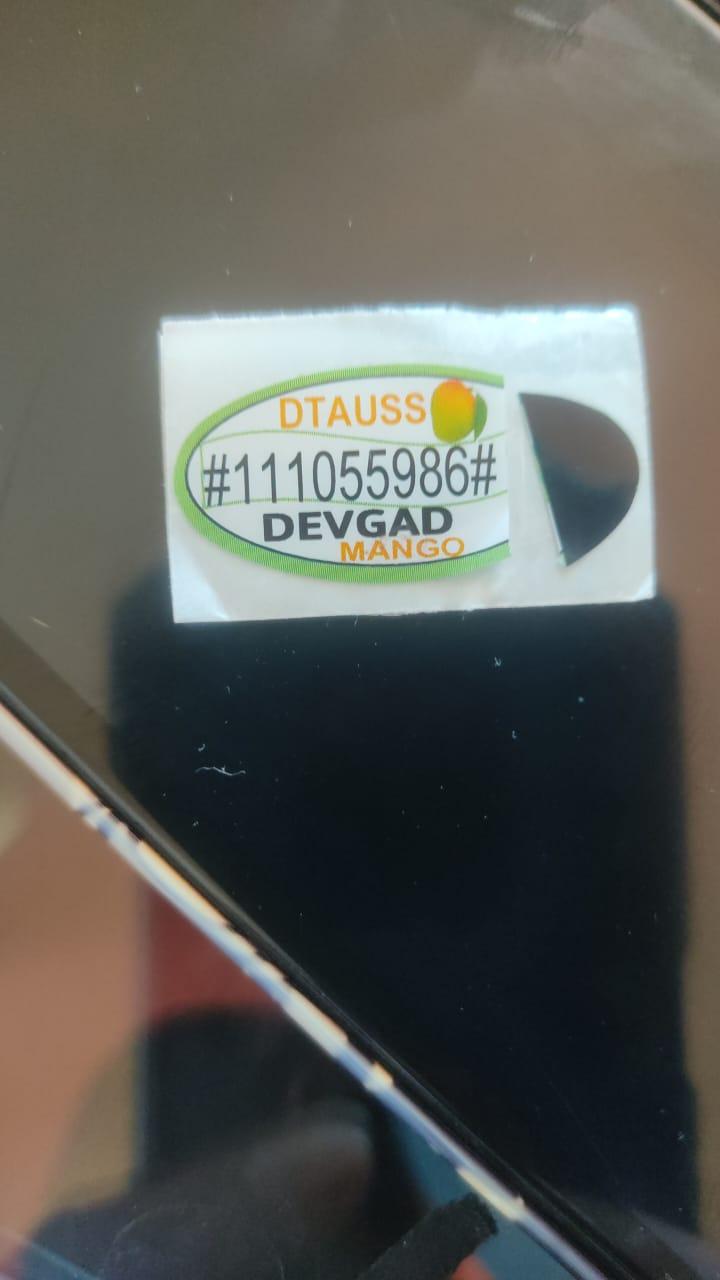 DTAUSS
#111055986#
DEVGAD
MANGO